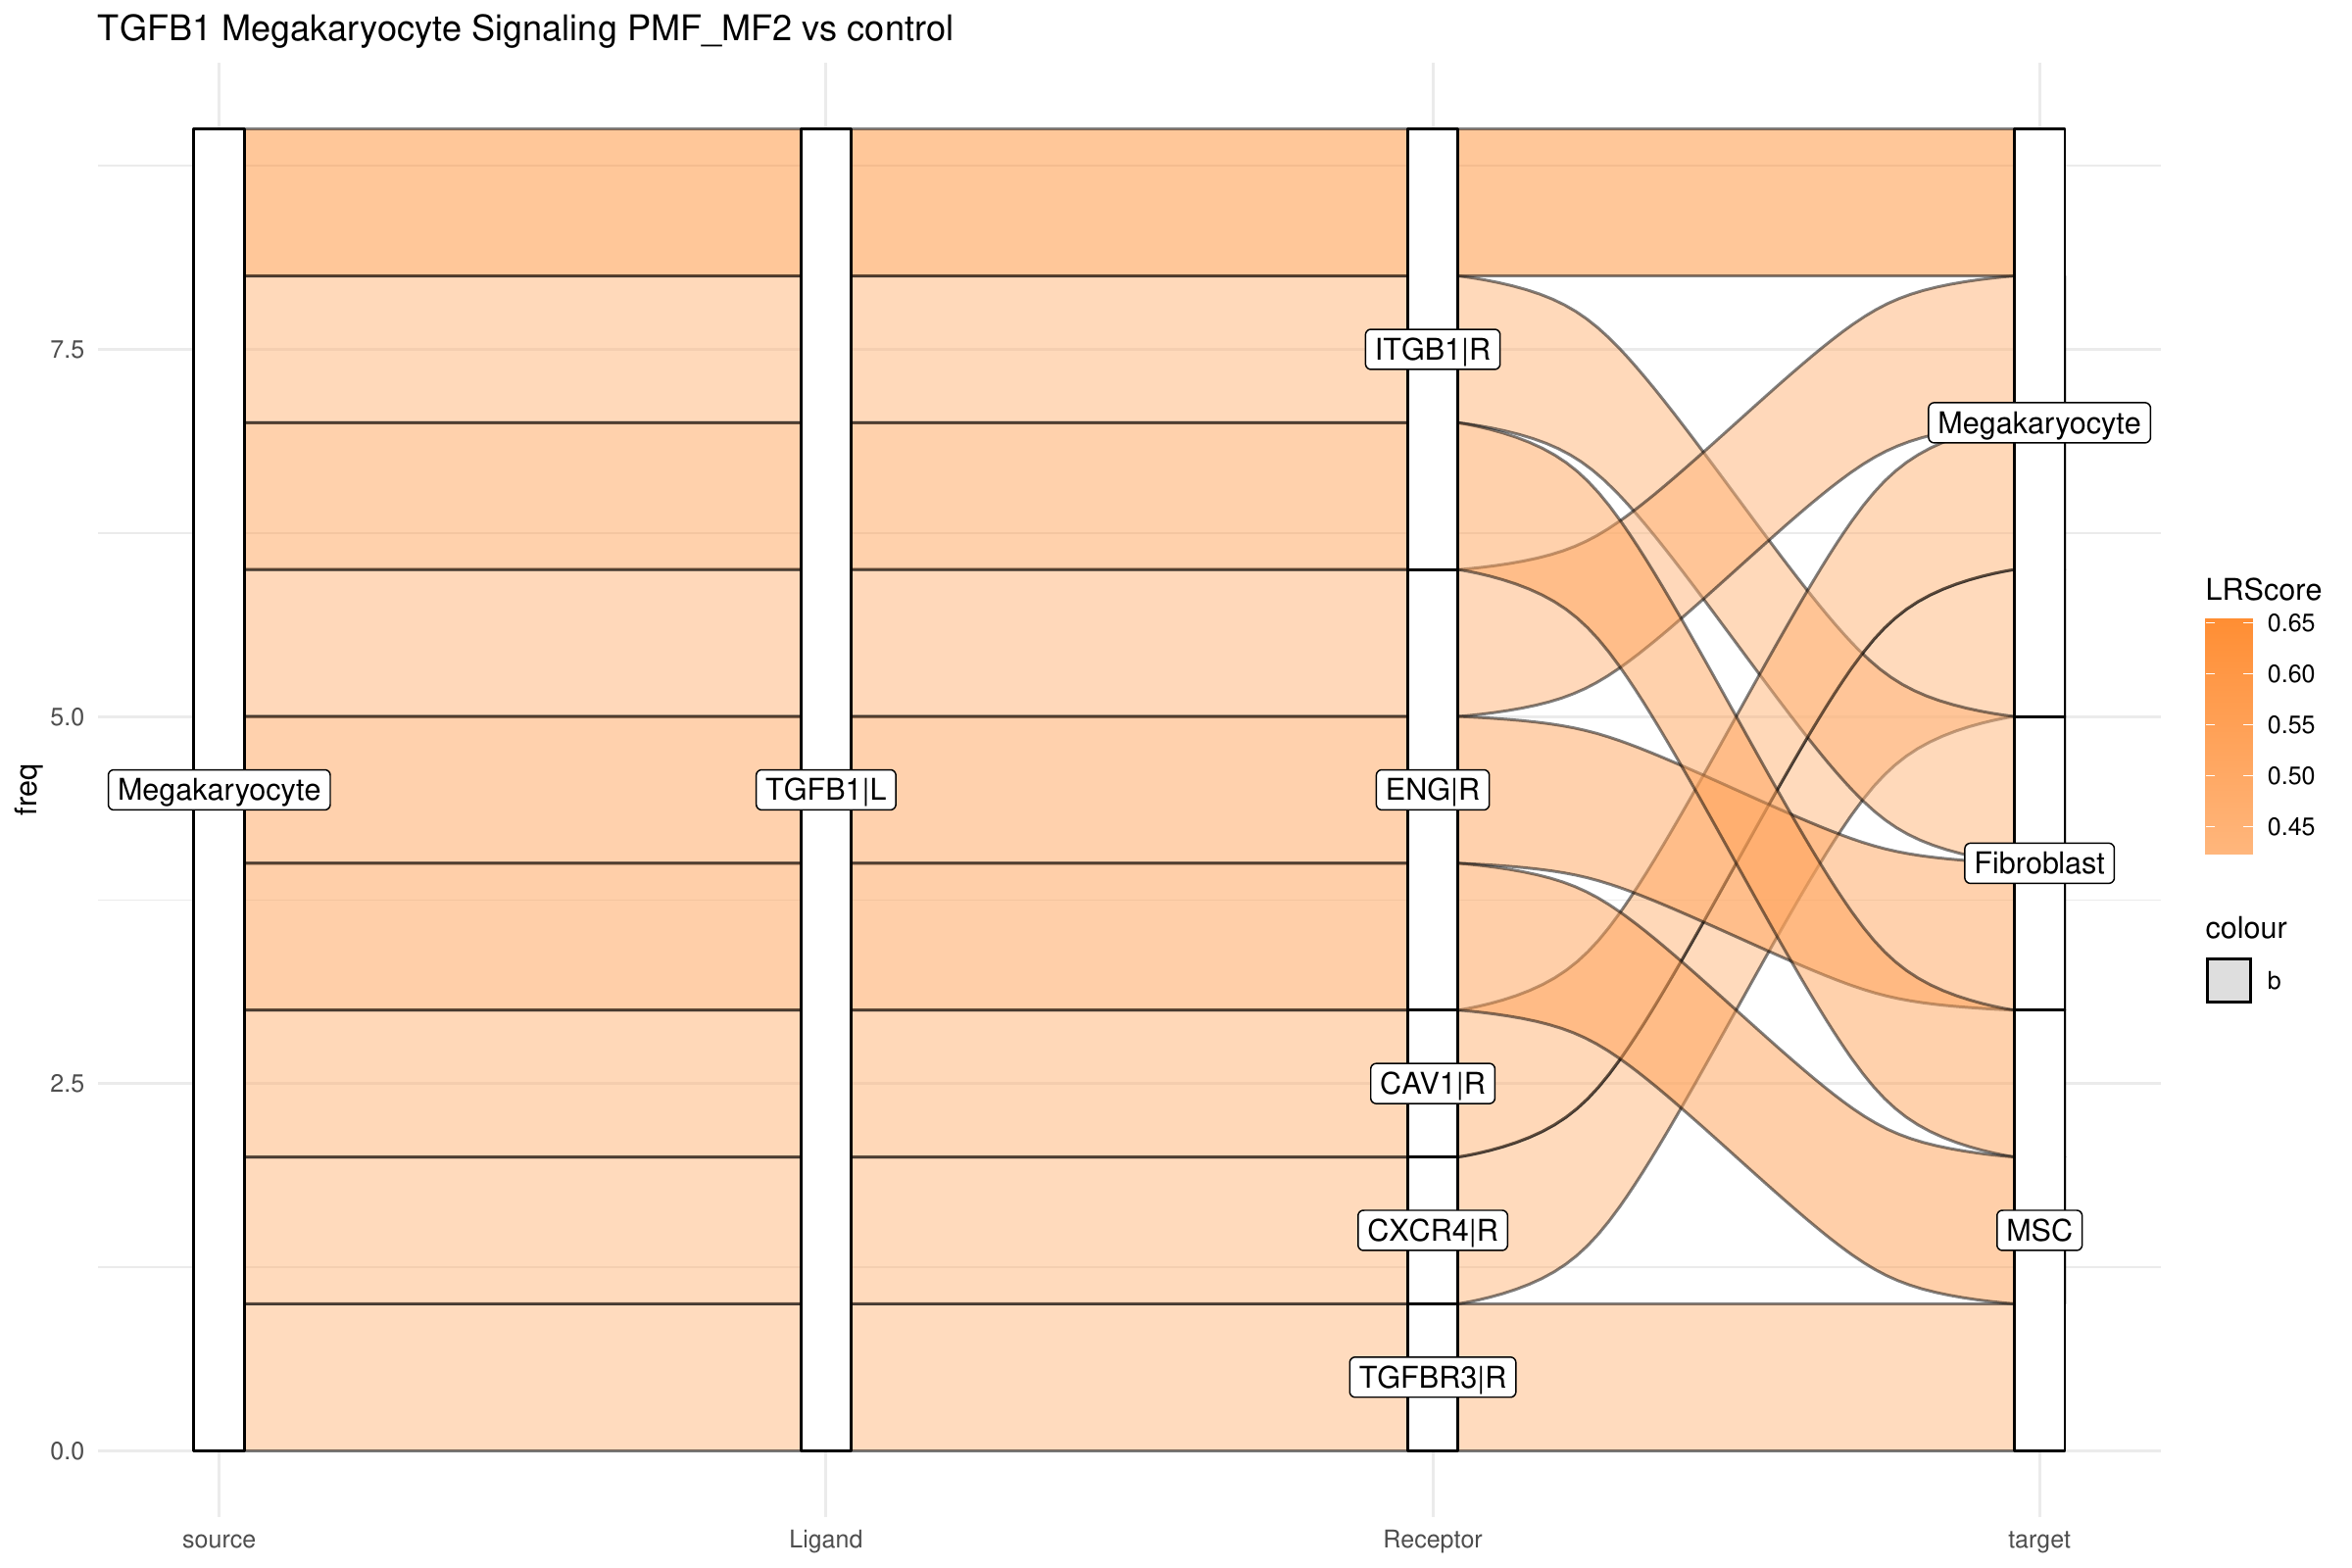 TGFB1 Megakaryocyte Signaling PMF_MF2 vs control
freq
7.5
5.0
2.5
0.0
Megakaryocyte
TGFB1|L
ITGB1|R
ENG|R
CAV1|R
CXCR4|R
TGFBR3|R
Megakaryocyte
Fibroblast
MSC
source
Ligand
Receptor
target
LRScore
0.65
0.60
0.55
0.50
0.45
colour
b